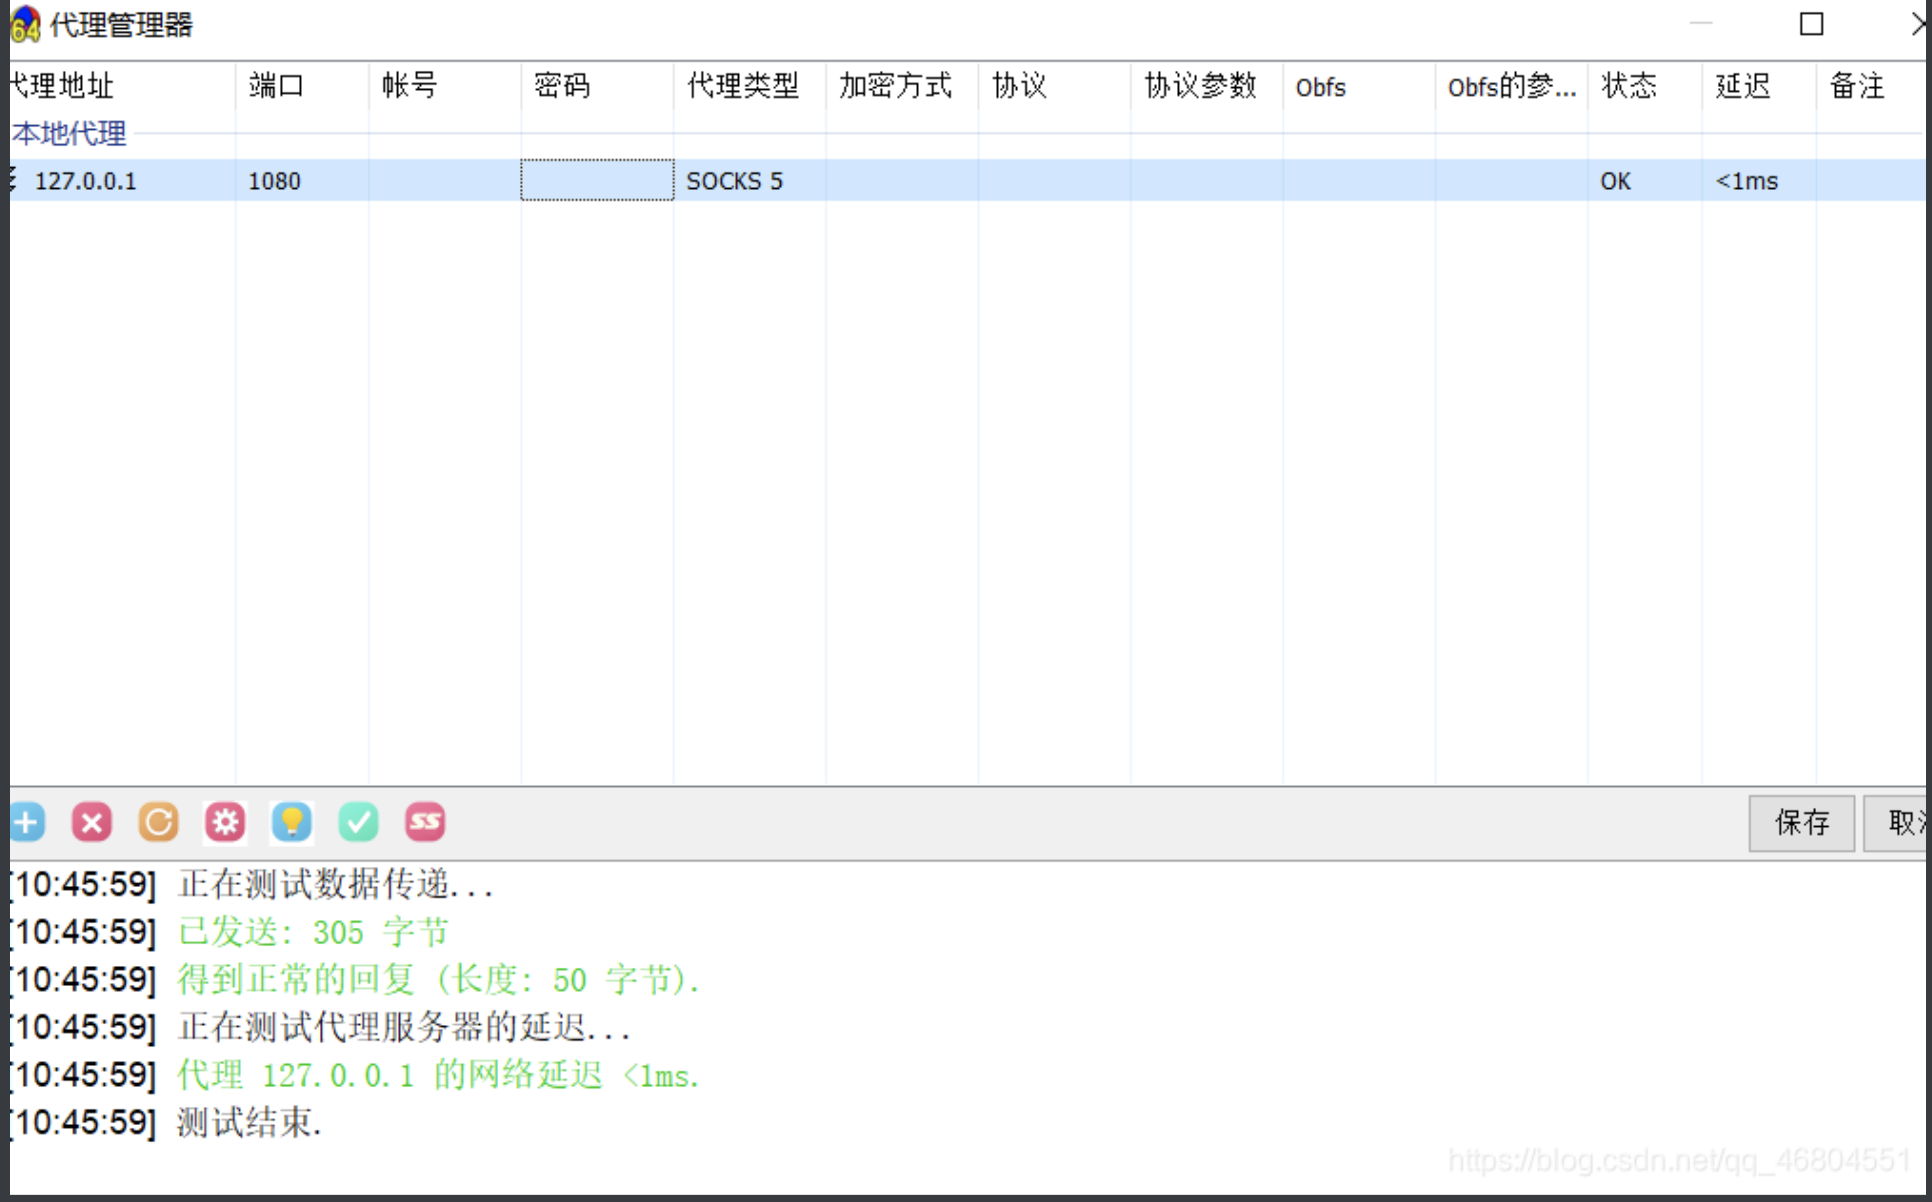 64 代理管理器
代理地址 端口 帐号 密码 代理类型 加密方式 协议 协议参数 Obfs Obfs的参... 状态 延迟 备注
本地代理
127.0.0.1 1080 SOCKS 5 OK <1ms
SS 保存 取
[10:45:59] 正在测试数据传递...
[10:45:59] 已发送: 305 字节
[10:45:59] 得到正常的回复 (长度: 50 字节).
[10:45:59] 正在测试代理服务器的延迟...
[10:45:59] 代理 127.0.0.1 的网络延迟 <1ms.
[10:45:59] 测试结束.
https://blog.csdn.net/qq_46804551